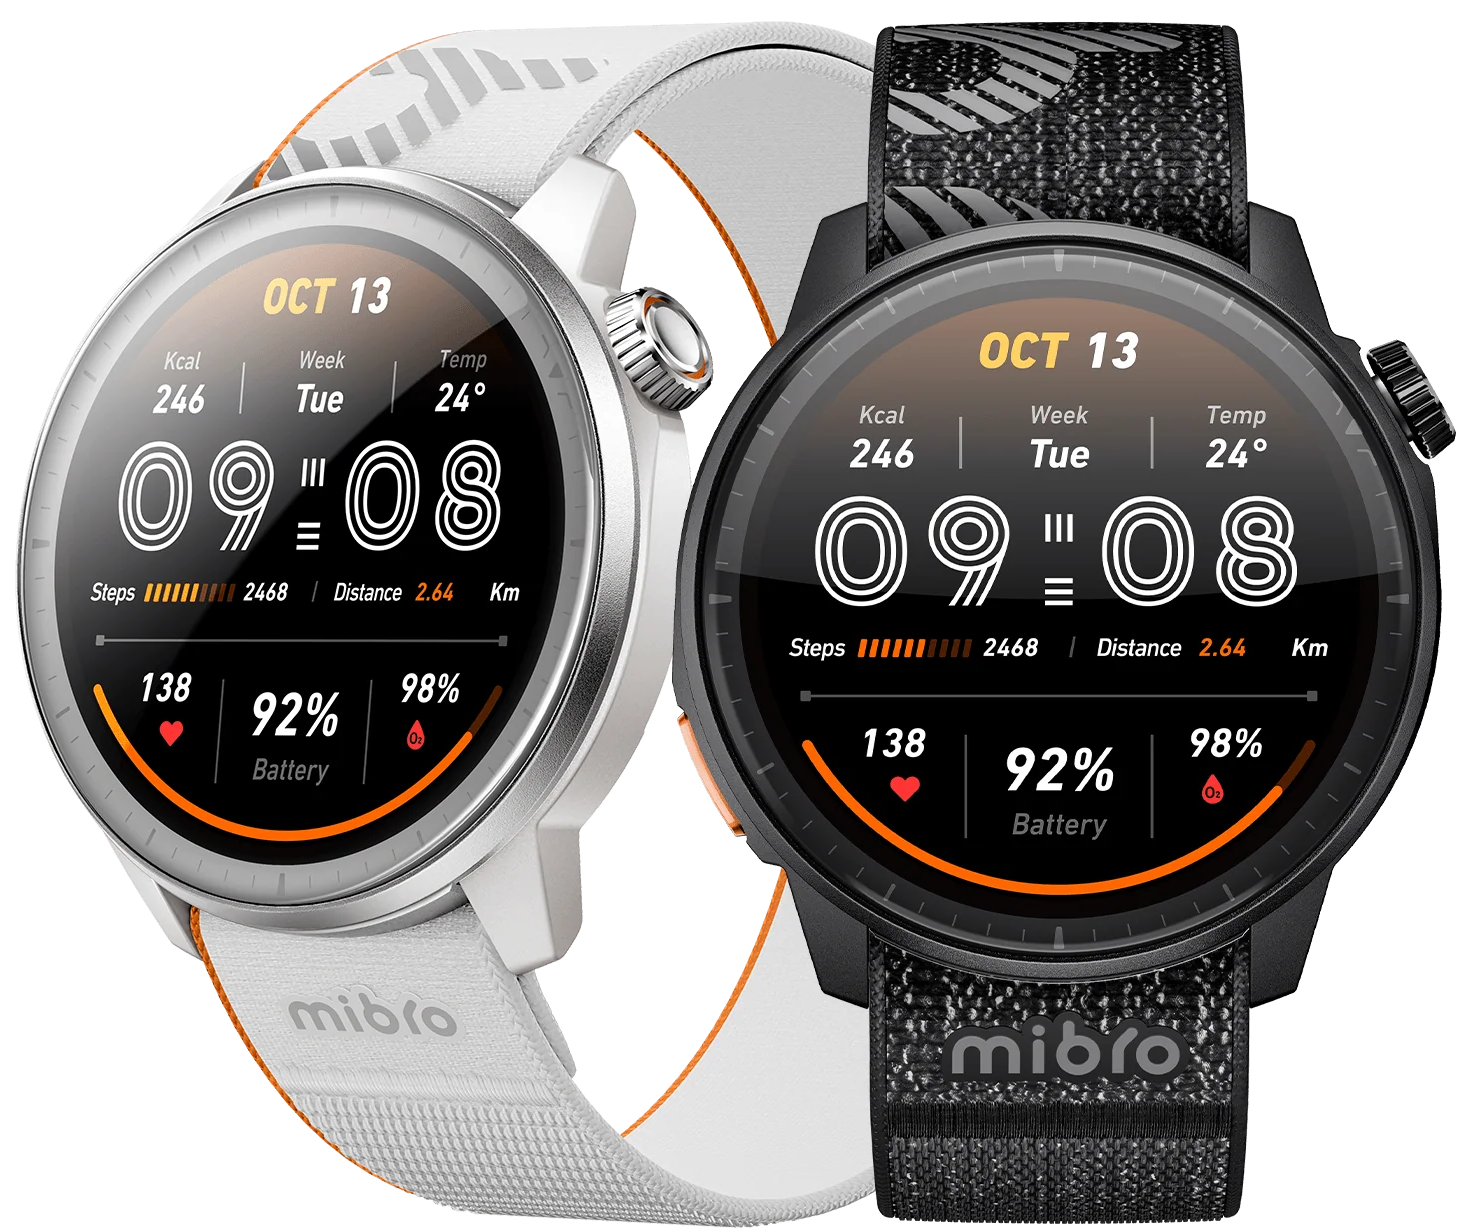 OCT 13
Kcal Week Temp
246 Tue 24°
09 08
Steps 2468 / Distance 2.64 Km
138 92% 98%
O₂
Battery
mibro
OCT 13
Kcal Week Temp
246 Tue 24°
09 08
Steps 2468 / Distance 2.64 Km
138 92% 98%
O₂
Battery
mibro